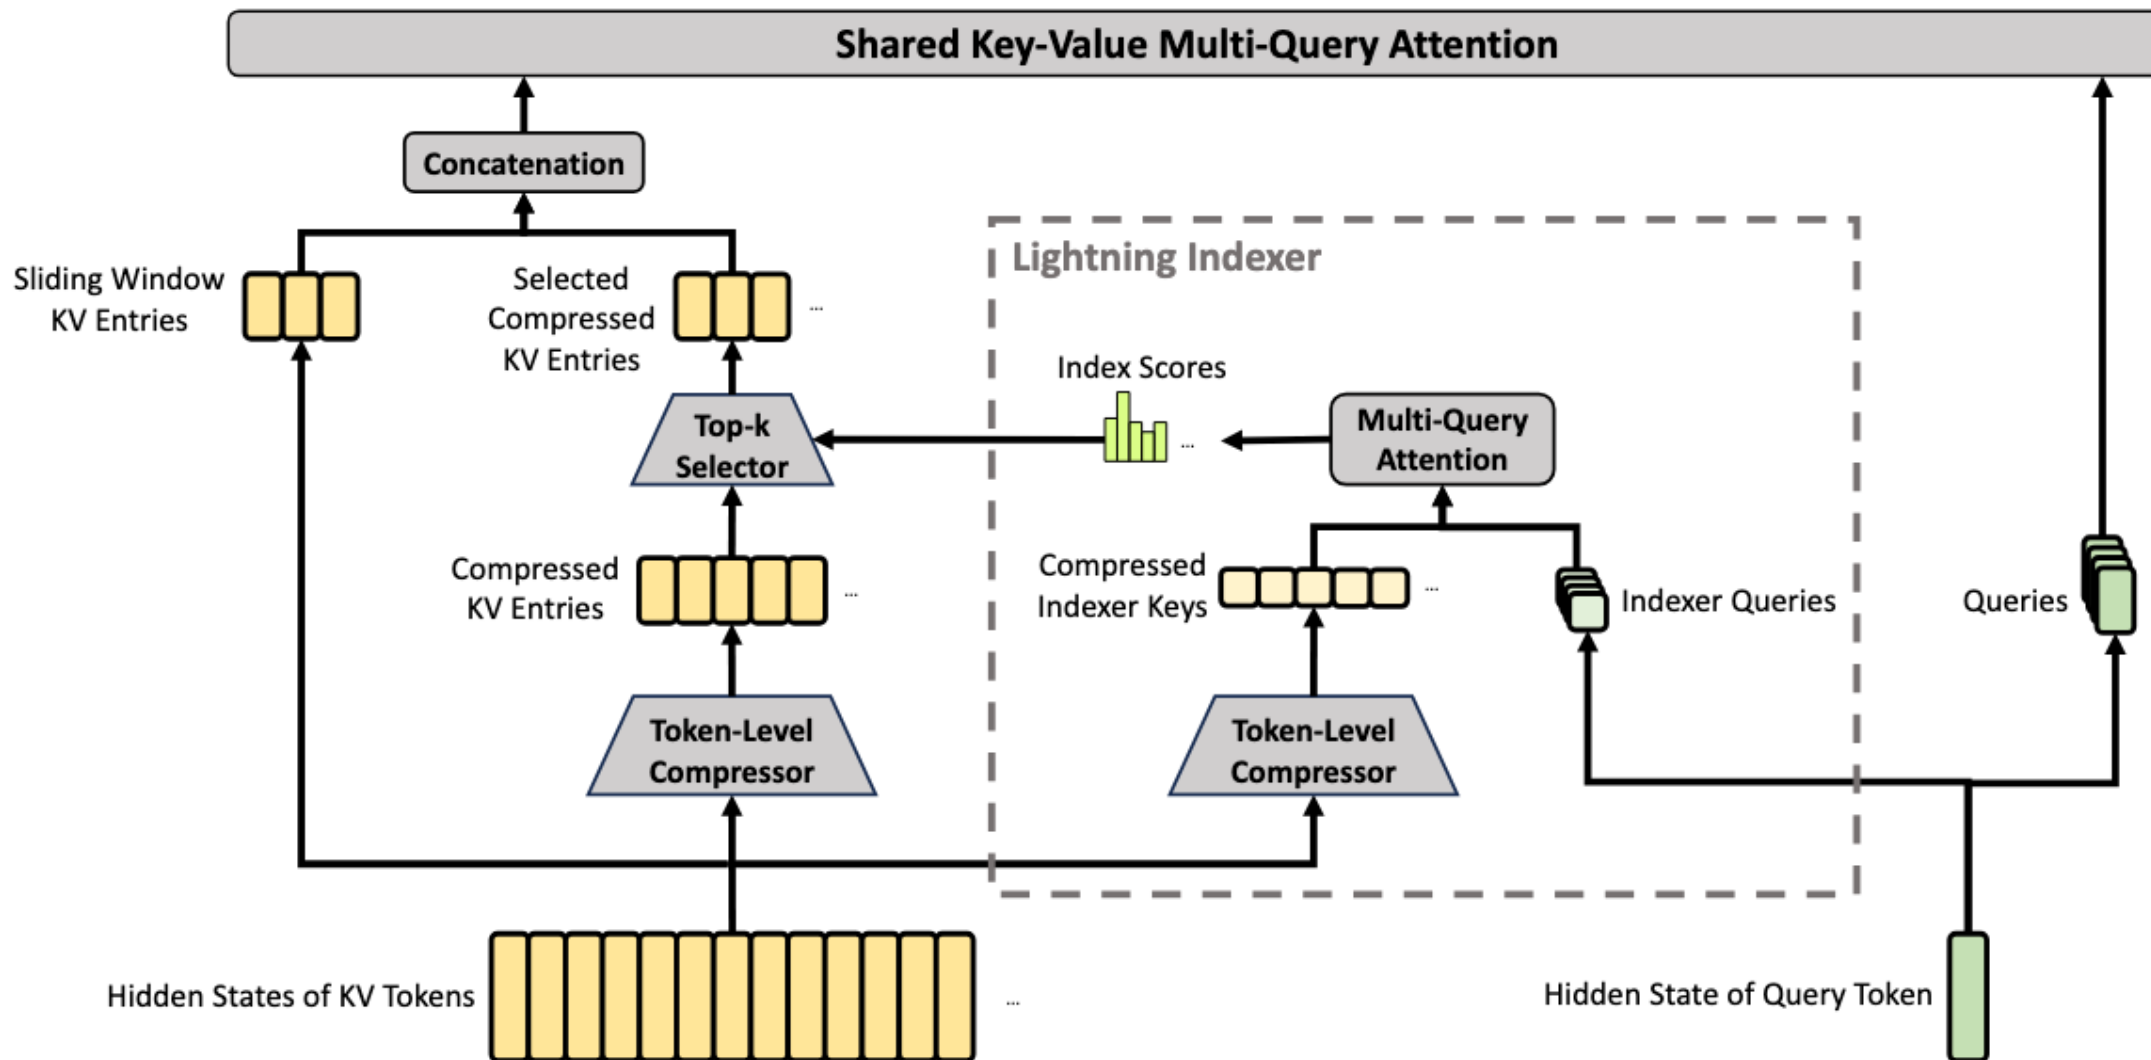 Shared Key-Value Multi-Query Attention
Concatenation
Sliding Window
KV Entries
Selected
Compressed
KV Entries
...
Lightning Indexer
Index Scores
...
Top-k
Selector
Multi-Query
Attention
Compressed
KV Entries
...
Compressed
Indexer Keys
...
Indexer Queries
Queries
Token-Level
Compressor
Token-Level
Compressor
Hidden States of KV Tokens
...
Hidden State of Query Token